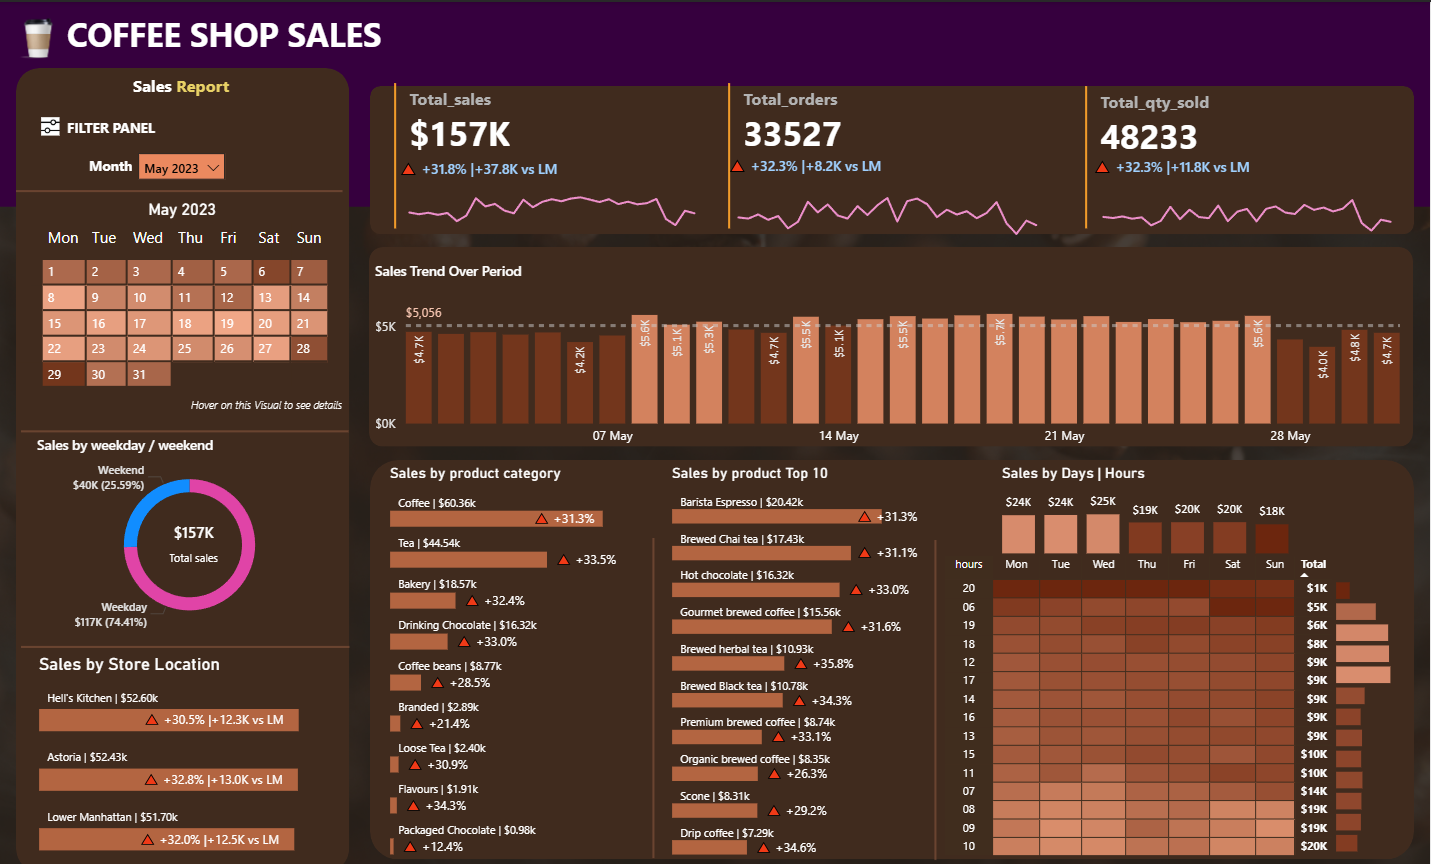 COFFEE SHOP SALES
Sales Report
FILTER PANEL
Month May 2023
May 2023
Mon Tue Wed Thu Fri Sat Sun
1 2 3 4 5 6 7
8 9 10 11 12 13 14
15 16 17 18 19 20 21
22 23 24 25 26 27 28
29 30 31
Hover on this Visual to see details
Sales by weekday / weekend
Weekend
$40K (25.59%)
$157K
Total sales
Weekday
$117K (74.41%)
Sales by Store Location
Hell's Kitchen | $52.60k
+30.5% |+12.3K vs LM
Astoria | $52.43k
+32.8% |+13.0K vs LM
Lower Manhattan | $51.70k
+32.0% |+12.5K vs LM
Total_sales
$157K
+31.8% |+37.8K vs LM
Total_orders
33527
+32.3% |+8.2K vs LM
Total_qty_sold
48233
+32.3% |+11.8K vs LM
Sales Trend Over Period
$5,056
$5K
$4.7K $4.2K $5.6K $5.1K $5.3K $4.7K $5.5K $5.1K $5.5K $5.7K $5.6K $4.0K $4.8K $4.7K
$0K
07 May 14 May 21 May 28 May
Sales by product category
Coffee | $60.36k
+31.3%
Tea | $44.54k
+33.5%
Bakery | $18.57k
+32.4%
Drinking Chocolate | $16.32k
+33.0%
Coffee beans | $8.77k
+28.5%
Branded | $2.89k
+21.4%
Loose Tea | $2.40k
+30.9%
Flavours | $1.91k
+34.3%
Packaged Chocolate | $0.98k
+12.4%
Sales by product Top 10
Barista Espresso | $20.42k
+31.3%
Brewed Chai tea | $17.43k
+31.1%
Hot chocolate | $16.32k
+33.0%
Gourmet brewed coffee | $15.56k
+31.6%
Brewed herbal tea | $10.93k
+35.8%
Brewed Black tea | $10.78k
+34.3%
Premium brewed coffee | $8.74k
+33.1%
Organic brewed coffee | $8.35k
+26.3%
Scone | $8.31k
+29.2%
Drip coffee | $7.29k
+34.6%
Sales by Days | Hours
$24K $24K $25K $19K $20K $20K $18K
hours Mon Tue Wed Thu Fri Sat Sun Total
20 $1K
06 $5K
19 $6K
18 $8K
12 $9K
17 $9K
14 $9K
16 $9K
13 $9K
15 $10K
11 $10K
07 $14K
08 $19K
09 $19K
10 $20K